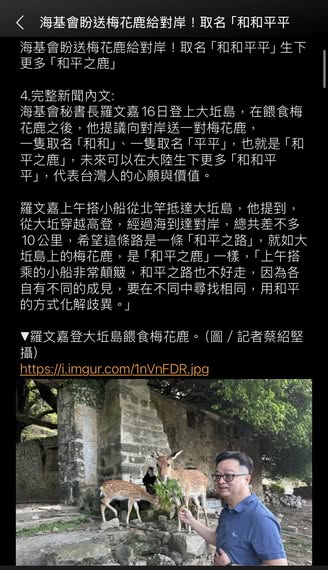 海基會盼送梅花鹿給對岸！取名「和和平平
海基會盼送梅花鹿給對岸！取名「和和平平」生下
更多「和平之鹿」
4.完整新聞內文:
海基會秘書長羅文嘉16日登上大坵島，在餵食梅
花鹿之後，他提議向對岸送一對梅花鹿，
一隻取名「和和」、一隻取名「平平」，也就是「和
平之鹿」，未來可以在大陸生下更多「和和平
平」，代表台灣人的心願與價值。
羅文嘉上午搭小船從北竿抵達大坵島，他提到，
從大坵穿越高登，經過海到達對岸，總共差不多
10公里，希望這條路是一條「和平之路」，就如大
坵島上的梅花鹿，是「和平之鹿」一樣，「上午搭
乘的小船非常顛簸，和平之路也不好走，因為各
自有不同的成見，要在不同中尋找相同，用和平
的方式化解歧異。」
▼羅文嘉登大坵島餵食梅花鹿。（圖／記者蔡紹堅
攝）
https://i.imgur.com/1nVnFDR.jpg